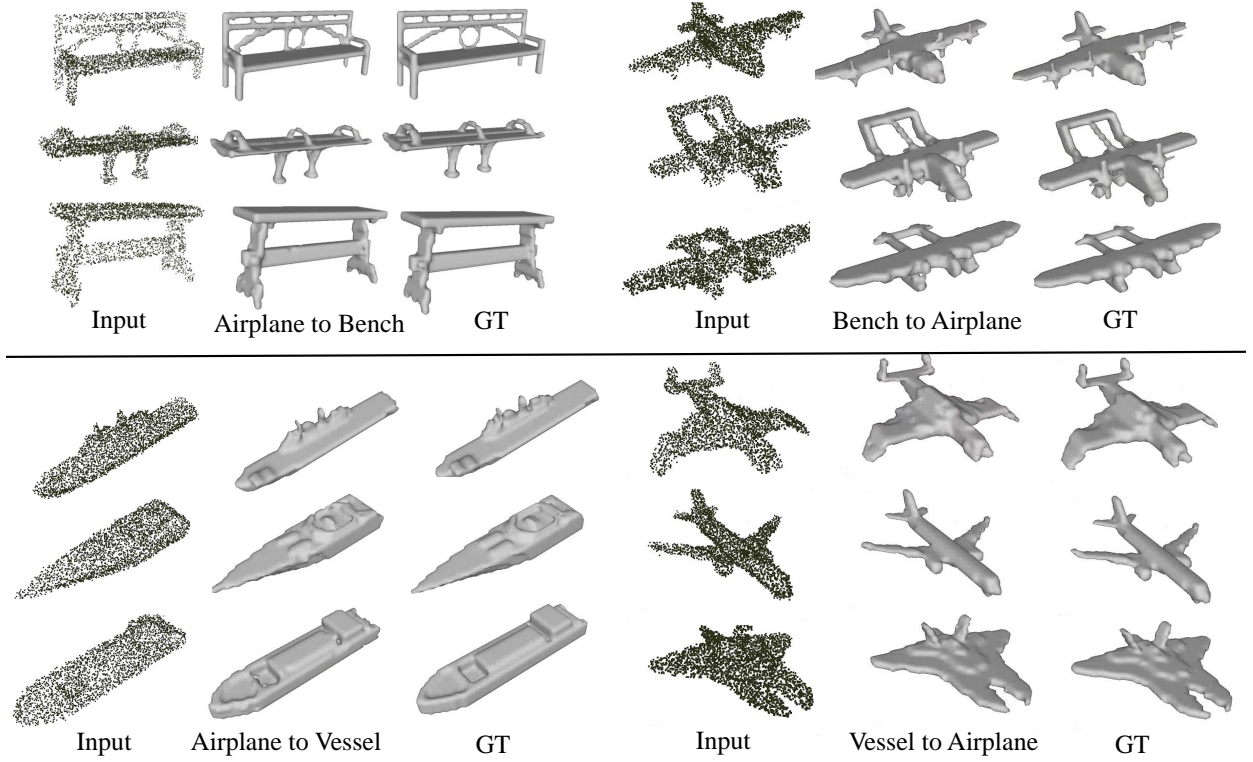 Input Airplane to Bench GT Input Bench to Airplane GT
Input Airplane to Vessel GT Input Vessel to Airplane GT